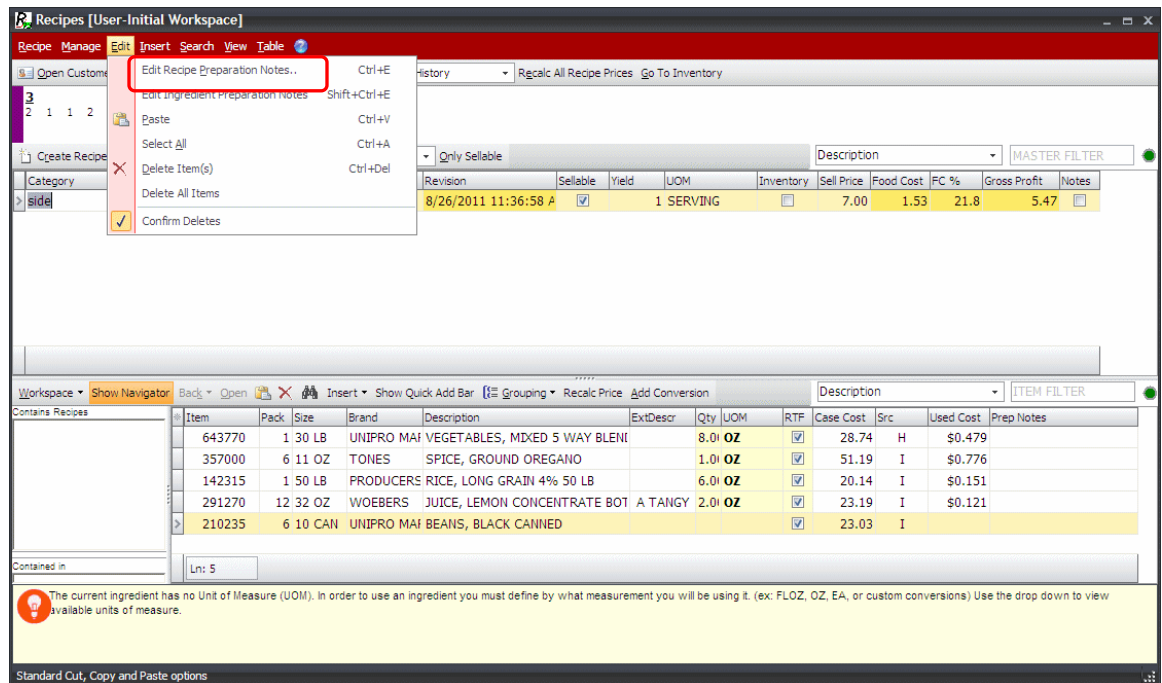 Recipes [User-Initial Workspace]
Recipe Manage Edit Insert Search View Table
Open Custome
Edit Recipe Preparation Notes.. Ctrl+E
History
Recalc All Recipe Prices Go To Inventory
3
2 1 1 2
Edit Ingredient Preparation Notes Shift+Ctrl+E
Paste Ctrl+V
Select All Ctrl+A
Delete Item(s) Ctrl+Del
Delete All Items
Confirm Deletes
Create Recipe
Only Sellable Description MASTER FILTER
Category Revision Sellable Yield UOM Inventory Sell Price Food Cost FC % Gross Profit Notes
side 8/26/2011 11:36:58 A 1 SERVING 7.00 1.53 21.8 5.47
Workspace Show Navigator Back Open Insert Show Quick Add Bar Grouping Recalc Price Add Conversion Description ITEM FILTER
Contains Recipes
Item Pack Size Brand Description ExtDescr Qty UOM RTF Case Cost Src Used Cost Prep Notes
643770 1 30 LB UNIPRO MAF VEGETABLES, MIXED 5 WAY BLEND 8.0 OZ 28.74 H $0.479
357000 6 11 OZ TONES SPICE, GROUND OREGANO 1.0 OZ 51.19 I $0.776
142315 1 50 LB PRODUCERS RICE, LONG GRAIN 4% 50 LB 6.0 OZ 20.14 I $0.151
291270 12 32 OZ WOEBERS JUICE, LEMON CONCENTRATE BOT A TANGY 2.0 OZ 23.19 I $0.121
210235 6 10 CAN UNIPRO MAF BEANS, BLACK CANNED 23.03 I
Contained in
Ln: 5
The current ingredient has no Unit of Measure (UOM). In order to use an ingredient you must define by what measurement you will be using it. (ex: FLOZ, OZ, EA, or custom conversions) Use the drop down to view
available units of measure.
Standard Cut, Copy and Paste options